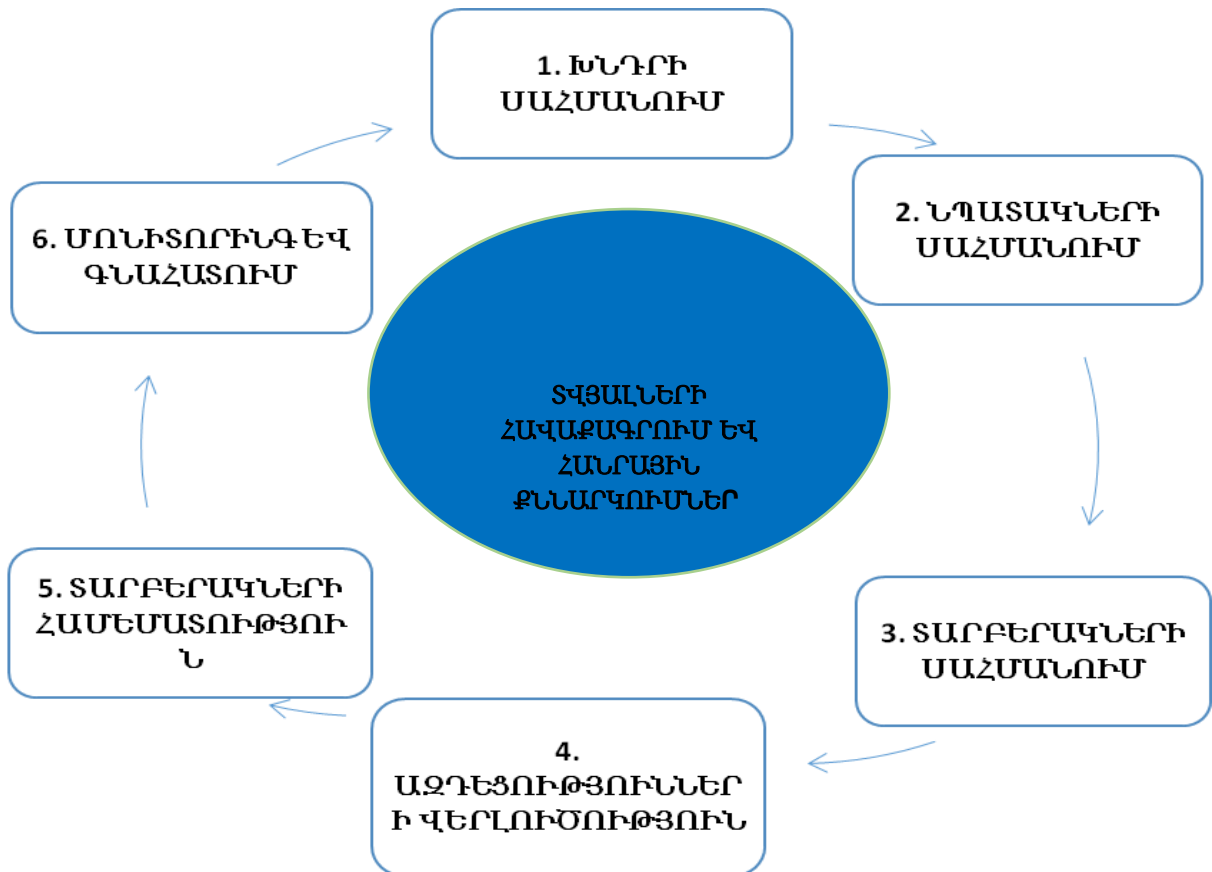 1. ԽՆԴՐԻ
ՍԱՀՄԱՆՈՒՄ
2. ՆՊԱՏԱԿՆԵՐԻ
ՍԱՀՄԱՆՈՒՄ
3. ՏԱՐԲԵՐԱԿՆԵՐԻ
ՍԱՀՄԱՆՈՒՄ
4.
ԱԶԴԵՑՈՒԹՅՈՒՆՆԵՐ
Ի ՎԵՐԼՈՒԾՈՒԹՅՈՒՆ
5. ՏԱՐԲԵՐԱԿՆԵՐԻ
ՀԱՄԵՄԱՏՈՒԹՅՈՒ
Ն
6. ՄՈՆԻՏՈՐԻՆԳ ԵՎ
ԳՆԱՀԱՏՈՒՄ
ՏՎՅԱԼՆԵՐԻ
ՀԱՎԱՔԱԳՐՈՒՄ ԵՎ
ՀԱՆՐԱՅԻՆ
ՔՆՆԱՐԿՈՒՄՆԵՐ